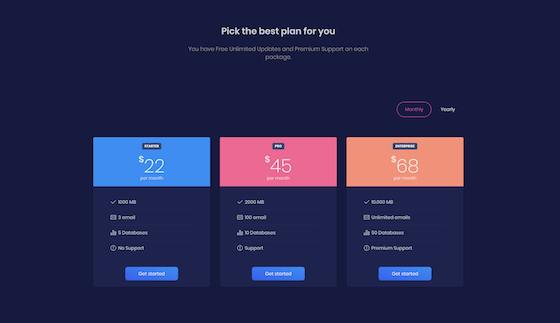 Pick the best plan for you
You have Free Unlimited Updates and Premium Support on each
package.
Monthly
Yearly
STARTER
$22
per month
1000 MB
3 email
5 Databases
No Support
Get started
PRO
$45
per month
2000 MB
100 email
10 Databases
Support
Get started
ENTERPRISE
$68
per month
10.000 MB
Unlimited emails
50 Databases
Premium Support
Get started